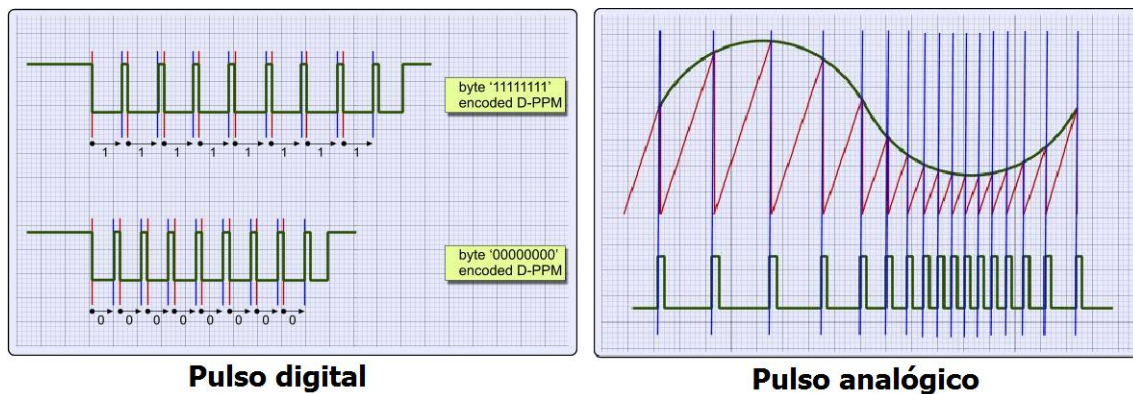 byte '11111111'
encoded D-PPM
1 1 1 1 1 1 1 1
byte '00000000'
encoded D-PPM
0 0 0 0 0 0 0 0
Pulso digital
Pulso analógico